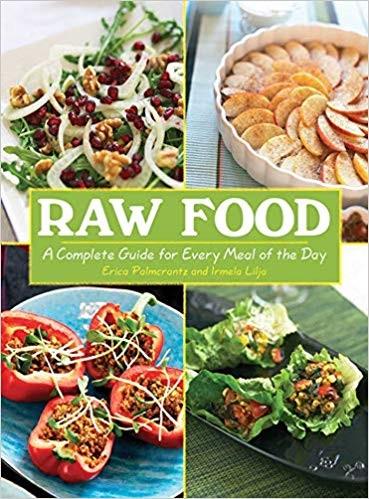 RAW FOOD
A Complete Guide for Every Meal of the Day
Erica Palmcrantz and Irmela Lilja